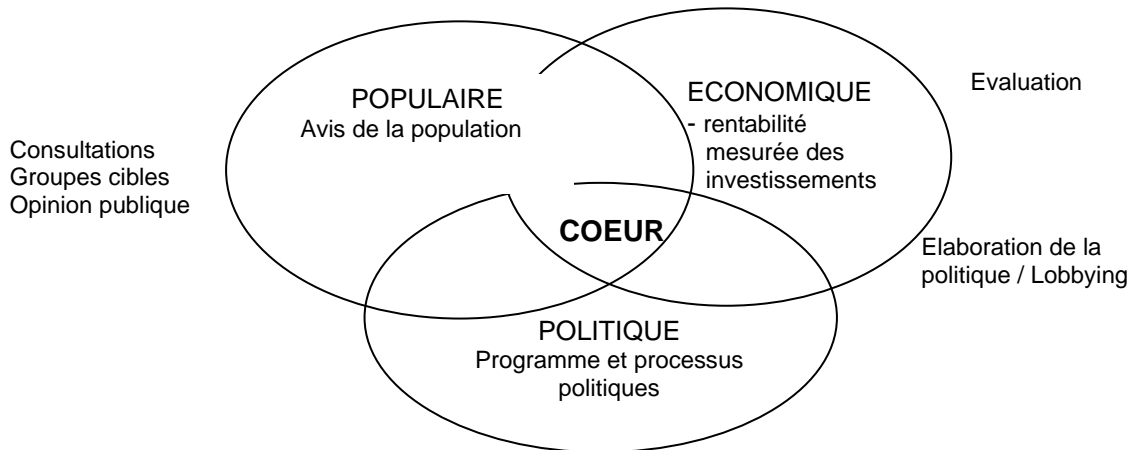 POPULAIRE
Avis de la population
ECONOMIQUE
- rentabilité
mesurée des
investissements
Evaluation
Consultations
Groupes cibles
Opinion publique
COEUR
Elaboration de la
politique / Lobbying
POLITIQUE
Programme et processus
politiques